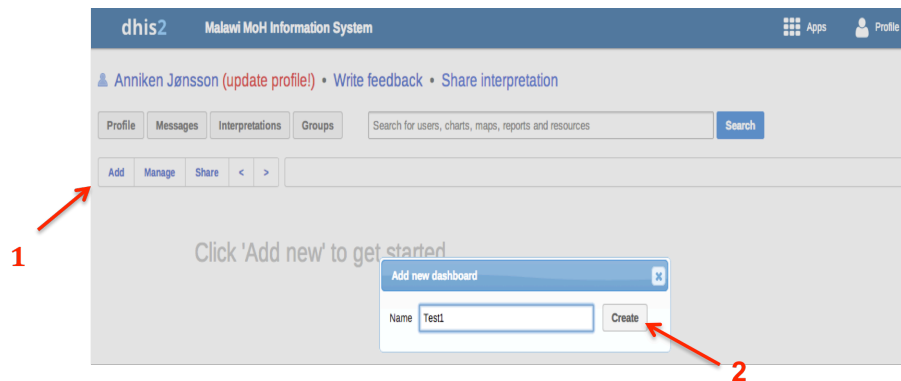 dhis2 Malawi MoH Information System Apps Profile
Anniken Jønsson (update profile!) • Write feedback • Share interpretation
Profile Messages Interpretations Groups Search for users, charts, maps, reports and resources Search
Add Manage Share < >
1
Click 'Add new' to get started
Add new dashboard x
Name Test1 Create
2